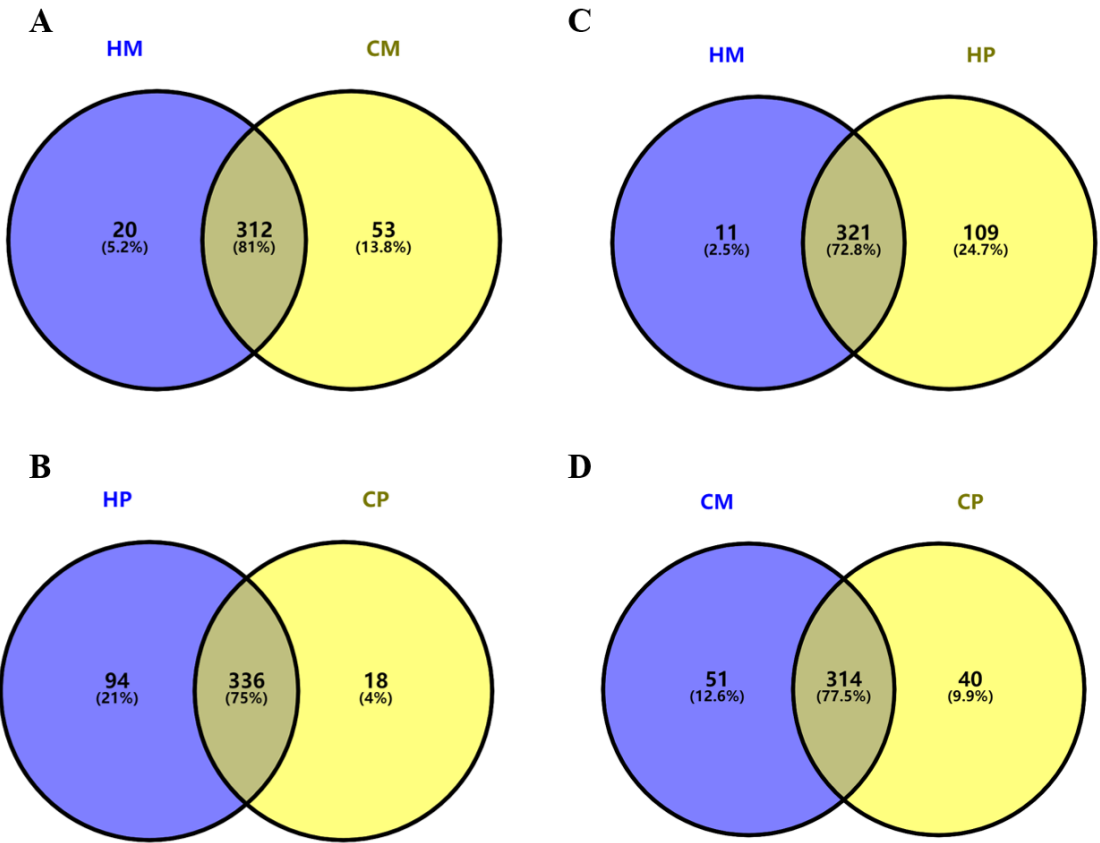 A
HM
CM
20
(5.2%)
312
(81%)
53
(13.8%)
C
HM
HP
11
(2.5%)
321
(72.8%)
109
(24.7%)
B
HP
CP
94
(21%)
336
(75%)
18
(4%)
D
CM
CP
51
(12.6%)
314
(77.5%)
40
(9.9%)